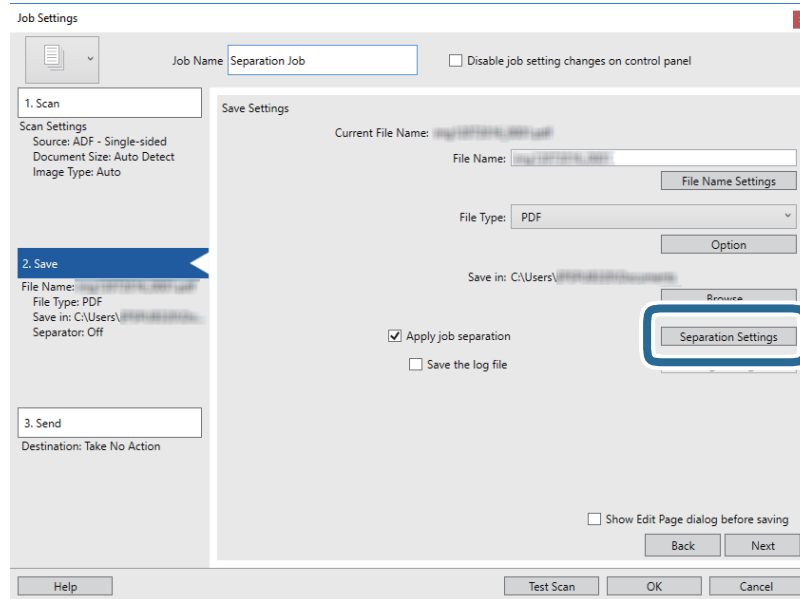 Job Settings
Job Name Separation Job
Disable job setting changes on control panel
1. Scan
Scan Settings
Source: ADF - Single-sided
Document Size: Auto Detect
Image Type: Auto
2. Save
File Name:
File Type: PDF
Save in: C:\Users\
Separator: Off
3. Send
Destination: Take No Action
Save Settings
Current File Name:
File Name:
File Name Settings
File Type: PDF
Option
Save in: C:\Users\
Browse
Apply job separation
Separation Settings
Save the log file
Show Edit Page dialog before saving
Back Next
Help Test Scan OK Cancel